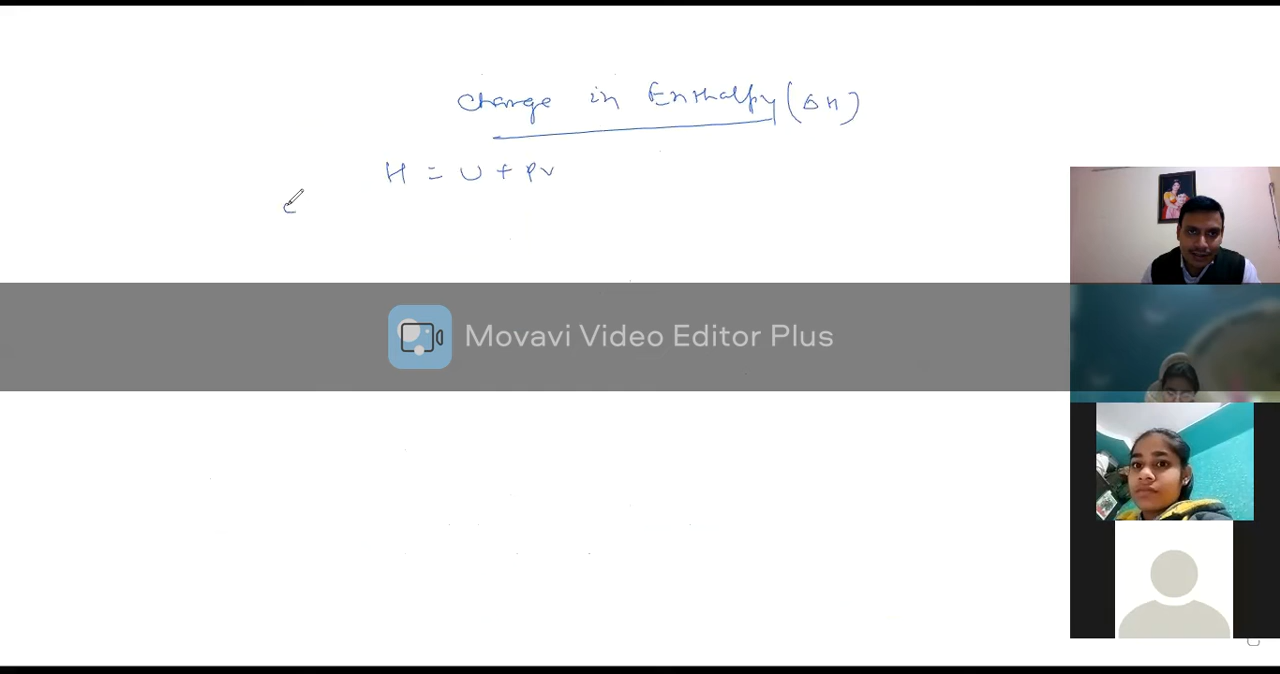 Change in Enthalpy (ΔH)
H = U + PV
Movavi Video Editor Plus